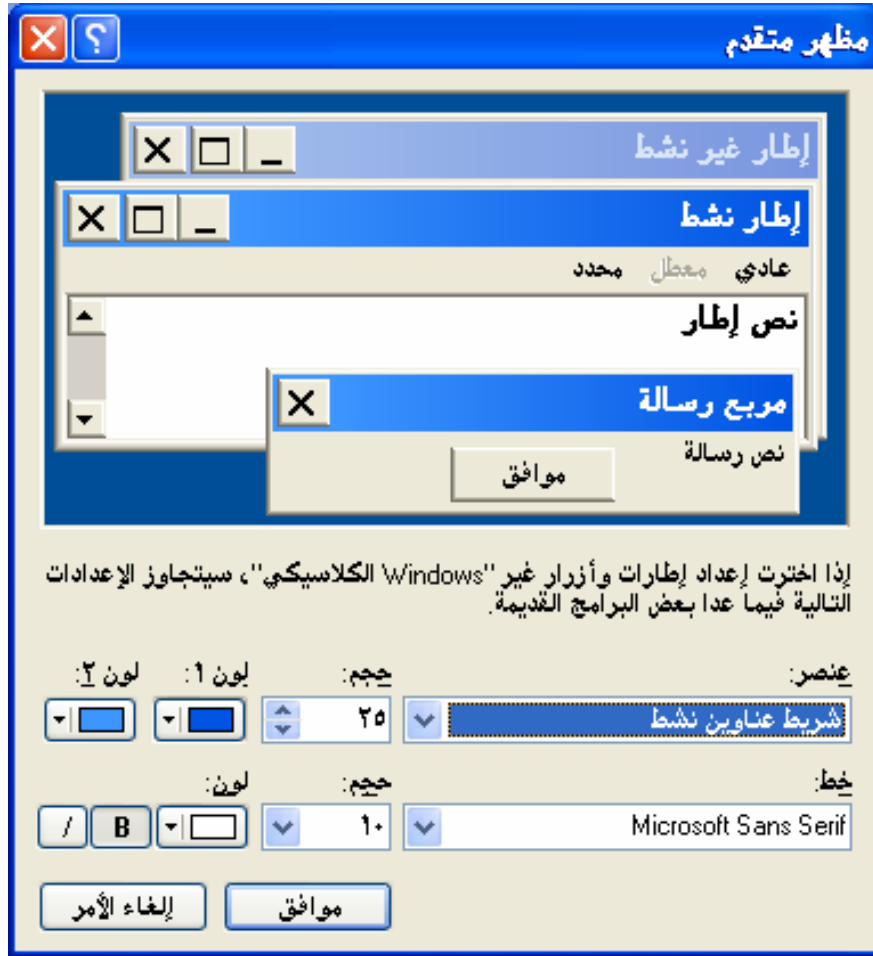 مظهر متقدم
إطار غير نشط
إطار نشط
عادي معطل محدد
نص إطار
مربع رسالة
نص رسالة
موافق
إذا اخترت إعداد إطارات وأزرار غير "Windows الكلاسيكي"، سيتجاوز الإعدادات
التالية فيما عدا بعض البرامج القديمة.
عنصر: حجم: لون ١: لون ٢:
شريط عناوين نشط ٢٥
خط: حجم: لون:
Microsoft Sans Serif ١٠ B /
موافق إلغاء الأمر